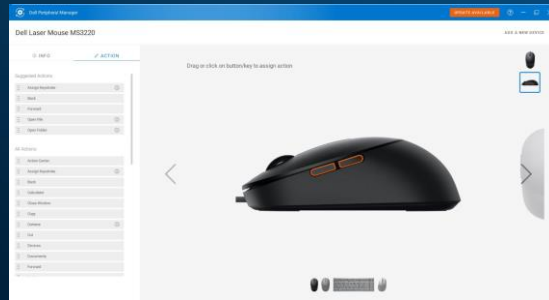 Dell Peripheral Manager
UPDATE AVAILABLE
Dell Laser Mouse MS3220
ADD A NEW DEVICE
INFO
ACTION
Drag or click on button/key to assign action
Suggested Actions
Assign Keystroke
Back
Forward
Open File
Open Folder
All Actions
Action Center
Assign Keystroke
Back
Calculator
Close Window
Copy
Cortana
Cut
Devices
Forward